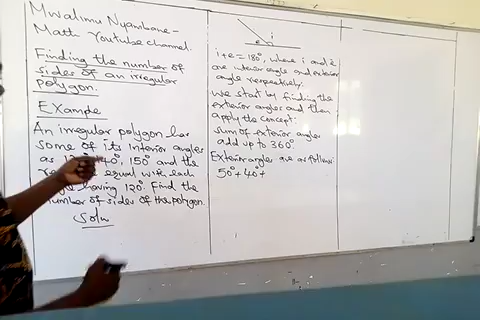 Mwalimu Nyambane -
Math Youtube channel.
Finding the number of
sides of an irregular
polygon.
Example
An irregular polygon has
some of its interior angles
as 150° and the
equal with each
having 120°. Find the
number of sides of the polygon.
Soln
e i
i+e = 180°, where i and e
are interior angle and exterior
angle respectively.
We start by finding the
exterior angles and then
apply the concept:
sum of exterior angles
add up to 360°
Exterior angles are as follows:
50° + 40° +